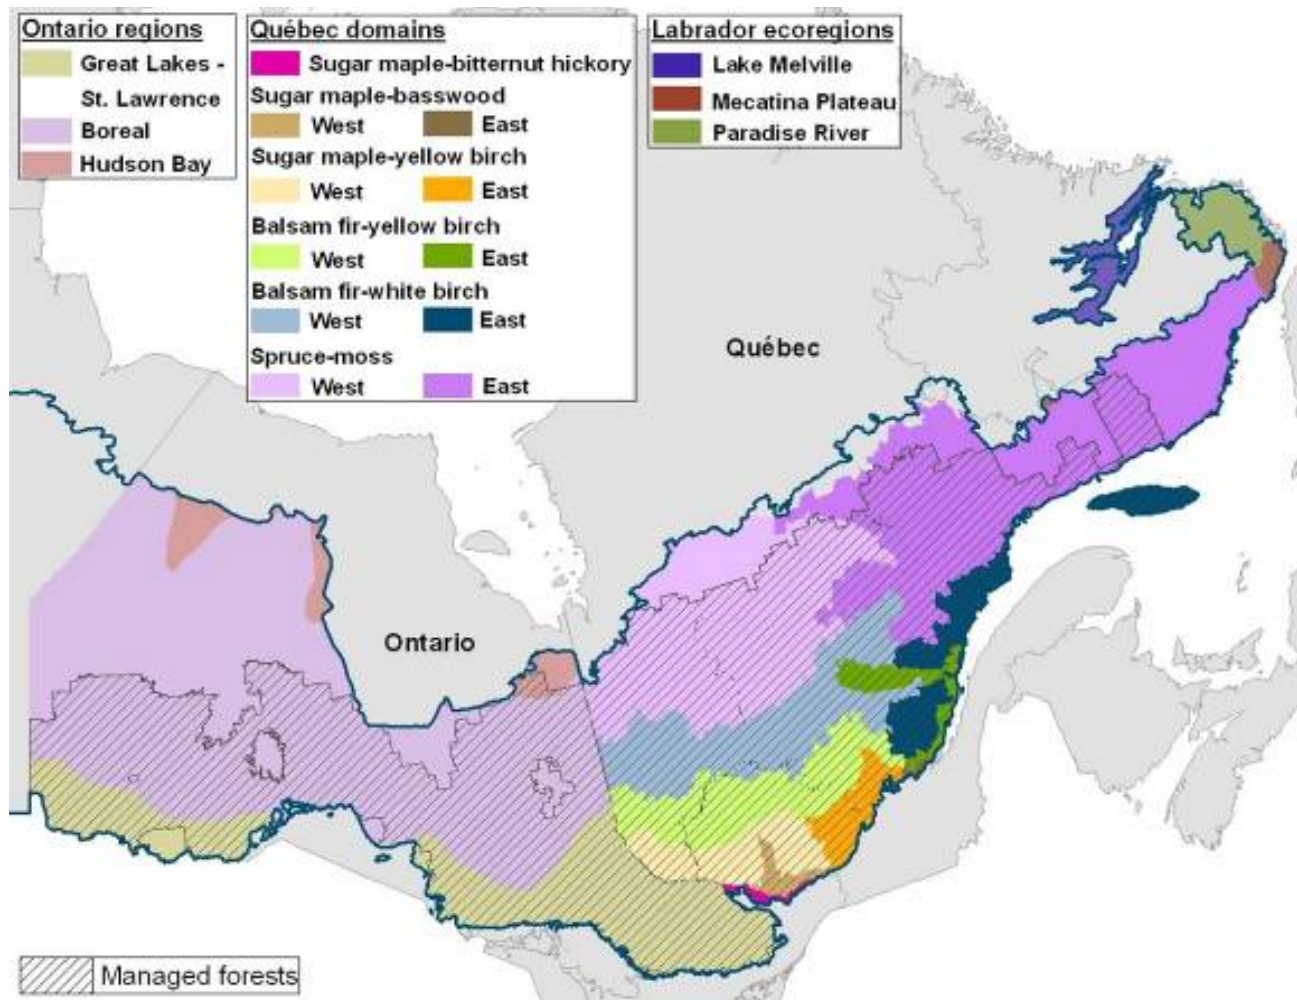 Ontario regions
Great Lakes -
St. Lawrence
Boreal
Hudson Bay
Québec domains
Sugar maple-bitternut hickory
Sugar maple-basswood
West East
Sugar maple-yellow birch
West East
Balsam fir-yellow birch
West East
Balsam fir-white birch
West East
Spruce-moss
West East
Labrador ecoregions
Lake Melville
Mecatina Plateau
Paradise River
Québec
Ontario
Managed forests